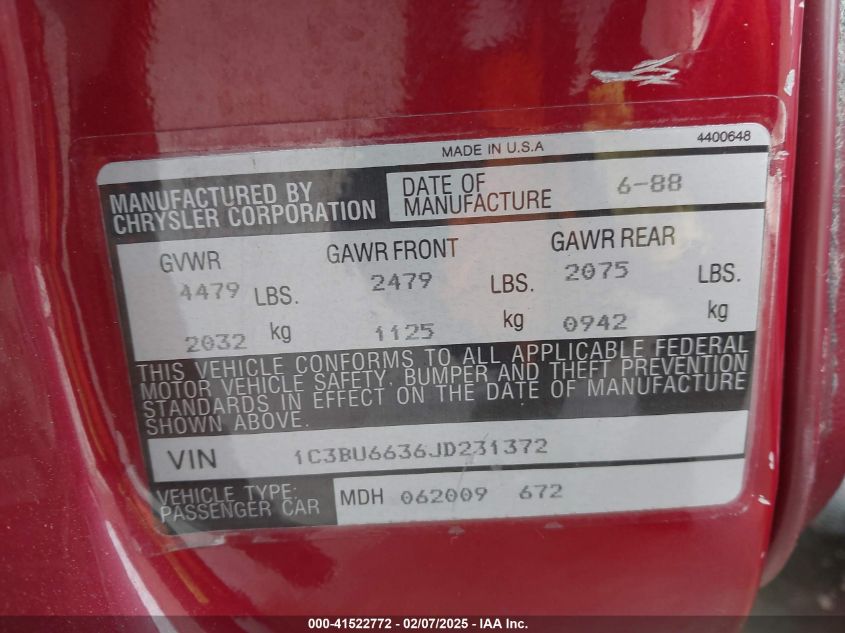 MADE IN U.S.A
4400648
MANUFACTURED BY
CHRYSLER CORPORATION
DATE OF
MANUFACTURE
6-88
GVWR
4479 LBS.
2032 kg
GAWR FRONT
2479 LBS.
1125 kg
GAWR REAR
2075 LBS.
0942 kg
THIS VEHICLE CONFORMS TO ALL APPLICABLE FEDERAL
MOTOR VEHICLE SAFETY, BUMPER AND THEFT PREVENTION
STANDARDS IN EFFECT ON THE DATE OF MANUFACTURE
SHOWN ABOVE.
VIN 1C3BU6636JD231372
VEHICLE TYPE:
PASSENGER CAR
MDH 062009 672
000-41522772 - 02/07/2025 - IAA Inc.